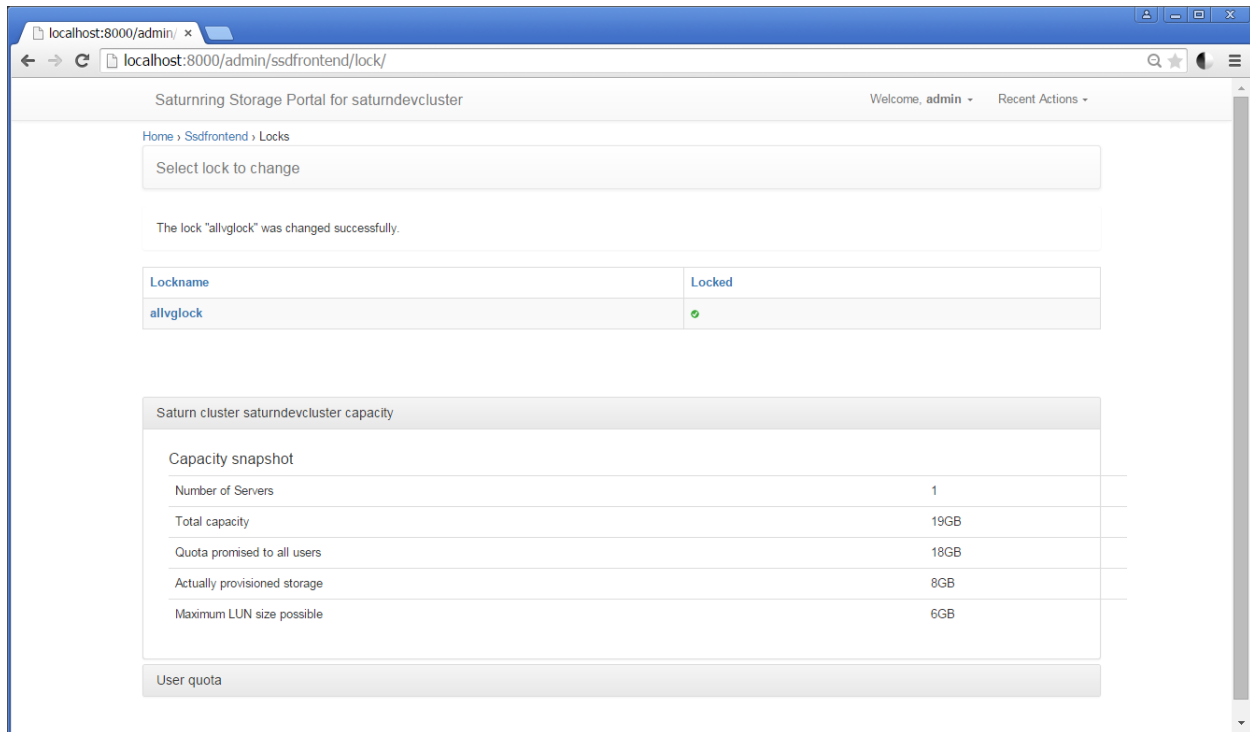 localhost:8000/admin/ ×
localhost:8000/admin/ssdfrontend/lock/
Saturnring Storage Portal for saturndevcluster Welcome, admin Recent Actions
Home › Ssdfrontend › Locks
Select lock to change
The lock "allvglock" was changed successfully.
Lockname Locked
allvglock
Saturn cluster saturndevcluster capacity
Capacity snapshot
Number of Servers 1
Total capacity 19GB
Quota promised to all users 18GB
Actually provisioned storage 8GB
Maximum LUN size possible 6GB
User quota